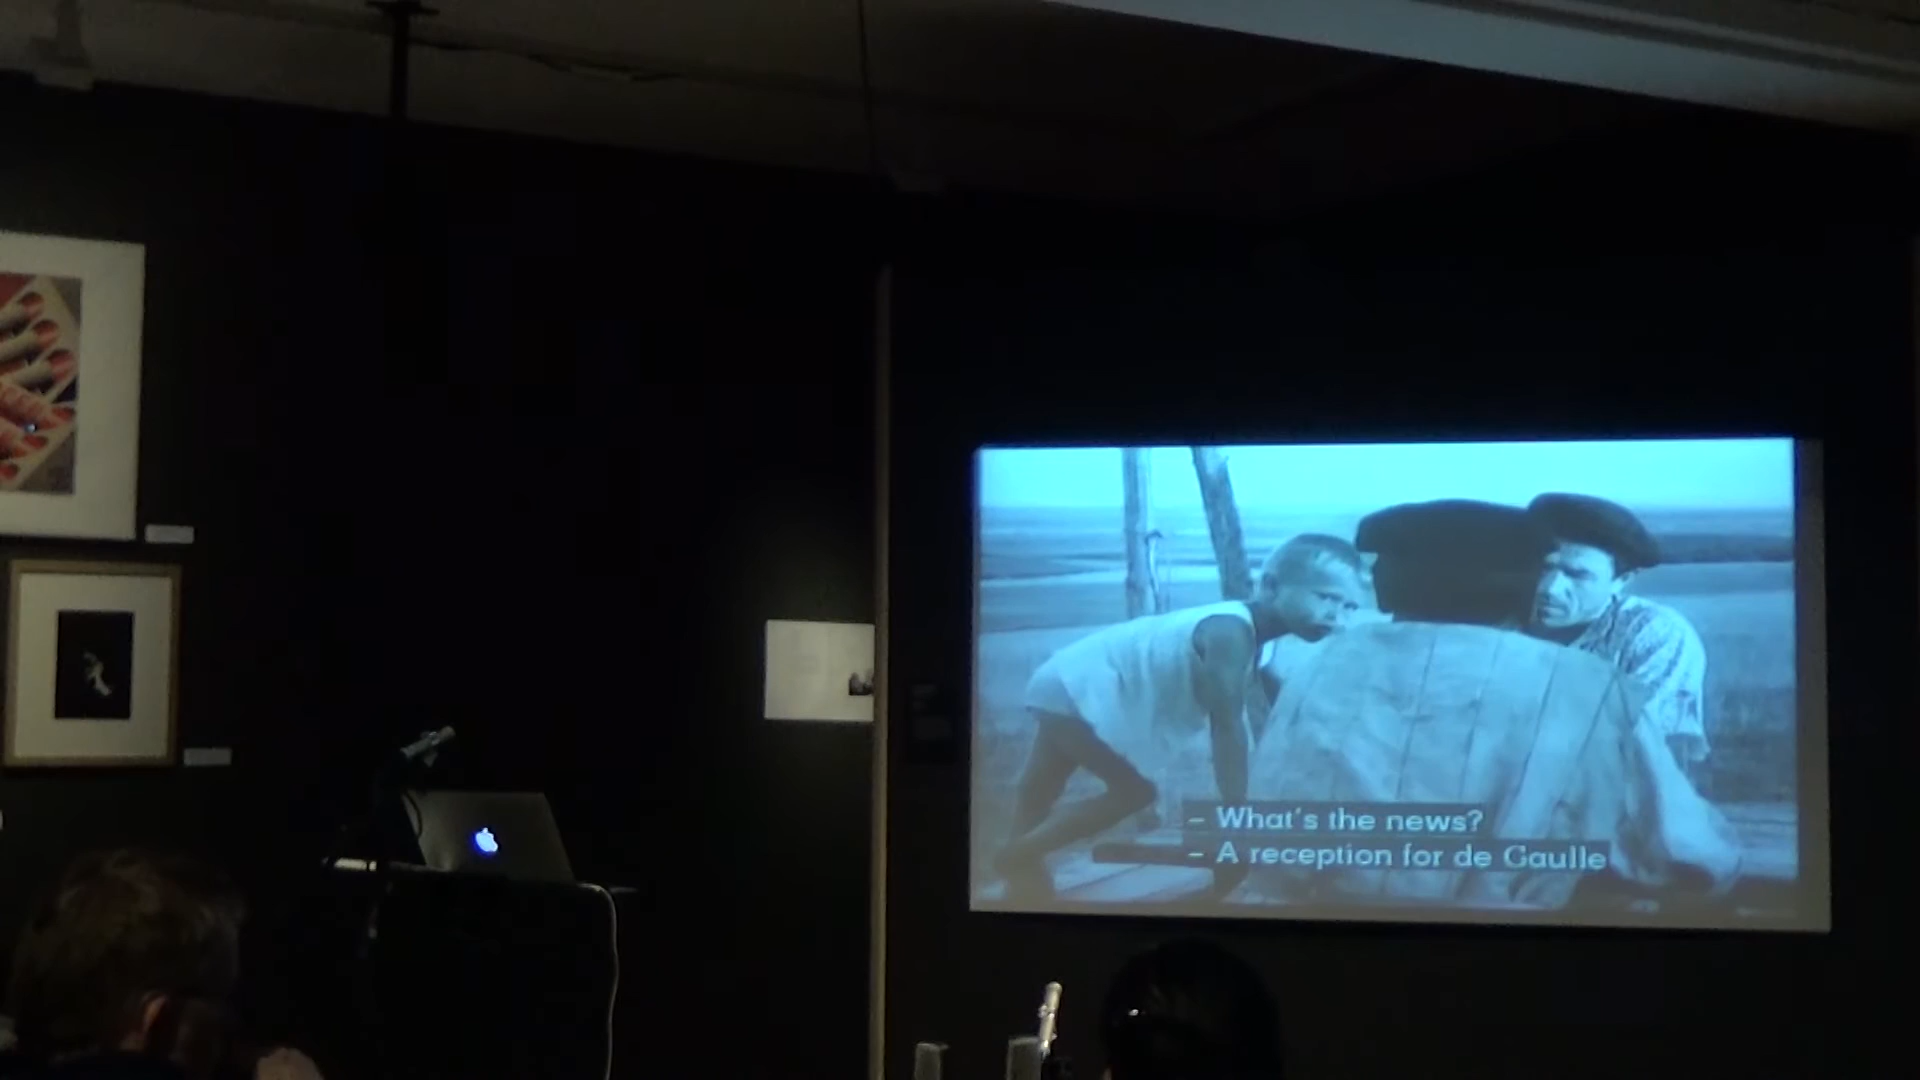 – What's the news?
– A reception for de Gaulle